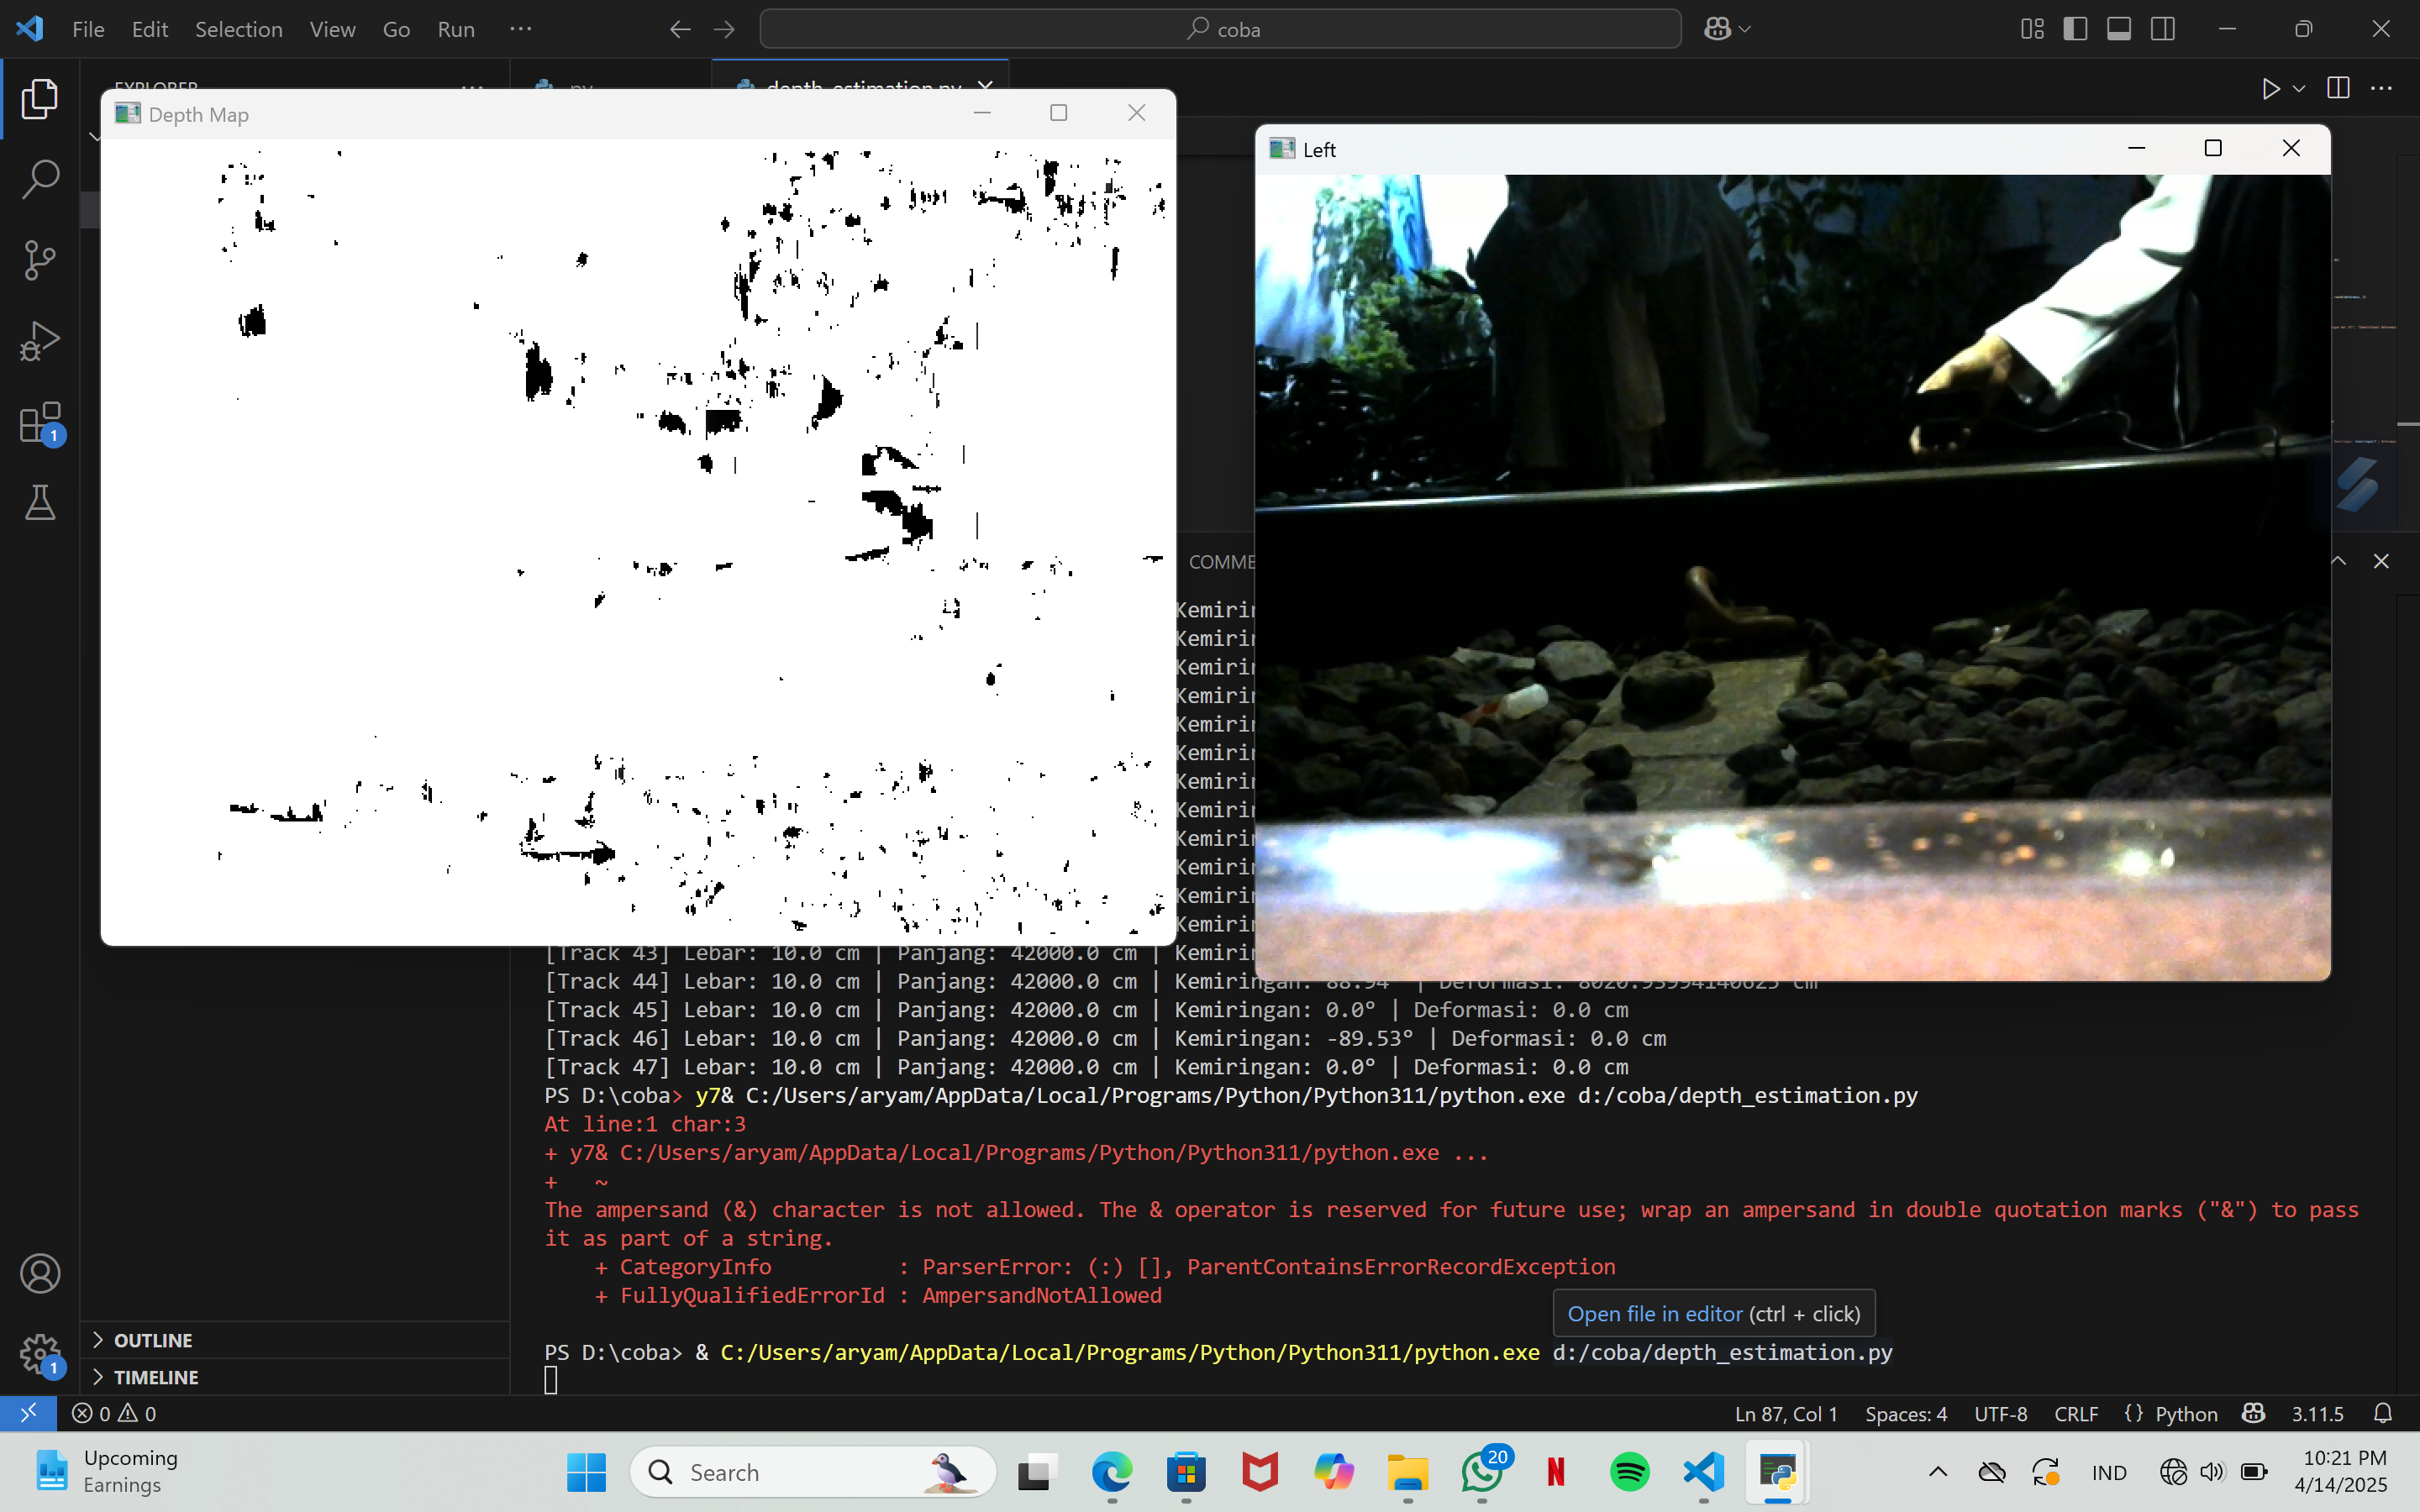 File Edit Selection View Go Run ···
coba
depth_estimation.py
Depth Map
Left
COMME
Kemirin
Kemirin
Kemirin
Kemirin
Kemirin
Kemirin
Kemirin
Kemirin
Kemirin
Kemirin
Kemirin
Kemirin
[Track 43] Lebar: 10.0 cm | Panjang: 42000.0 cm | Kemirin
[Track 44] Lebar: 10.0 cm | Panjang: 42000.0 cm | Kemiringan: 88.94° | Deformasi: 8020.93994140625 cm
[Track 45] Lebar: 10.0 cm | Panjang: 42000.0 cm | Kemiringan: 0.0° | Deformasi: 0.0 cm
[Track 46] Lebar: 10.0 cm | Panjang: 42000.0 cm | Kemiringan: -89.53° | Deformasi: 0.0 cm
[Track 47] Lebar: 10.0 cm | Panjang: 42000.0 cm | Kemiringan: 0.0° | Deformasi: 0.0 cm
PS D:\coba> y7& C:/Users/aryam/AppData/Local/Programs/Python/Python311/python.exe d:/coba/depth_estimation.py
At line:1 char:3
+ y7& C:/Users/aryam/AppData/Local/Programs/Python/Python311/python.exe ...
+   ~
The ampersand (&) character is not allowed. The & operator is reserved for future use; wrap an ampersand in double quotation marks ("&") to pass
it as part of a string.
+ CategoryInfo : ParserError: (:) [], ParentContainsErrorRecordException
+ FullyQualifiedErrorId : AmpersandNotAllowed
Open file in editor (ctrl + click)
PS D:\coba> & C:/Users/aryam/AppData/Local/Programs/Python/Python311/python.exe d:/coba/depth_estimation.py
EXPLORER
1
OUTLINE
1
TIMELINE
0 0
Ln 87, Col 1 Spaces: 4 UTF-8 CRLF {} Python 3.11.5
Upcoming
Earnings
Search
20
N
IND
10:21 PM
4/14/2025